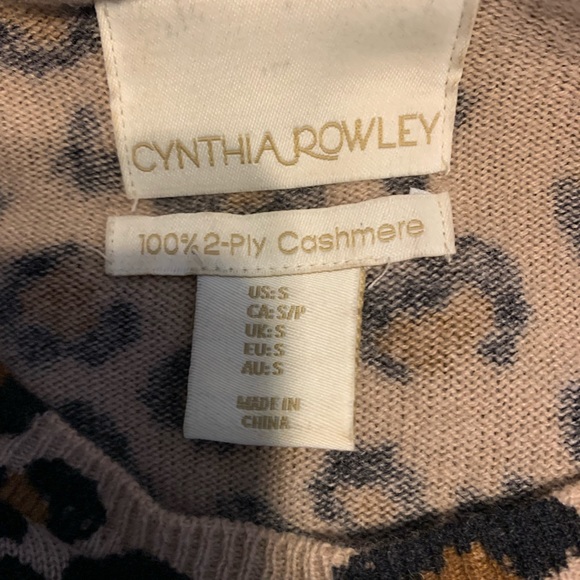 CYNTHIA ROWLEY
100% 2-Ply Cashmere
US: S
CA: S/P
UK: S
EU: S
AU: S
MADE IN
CHINA